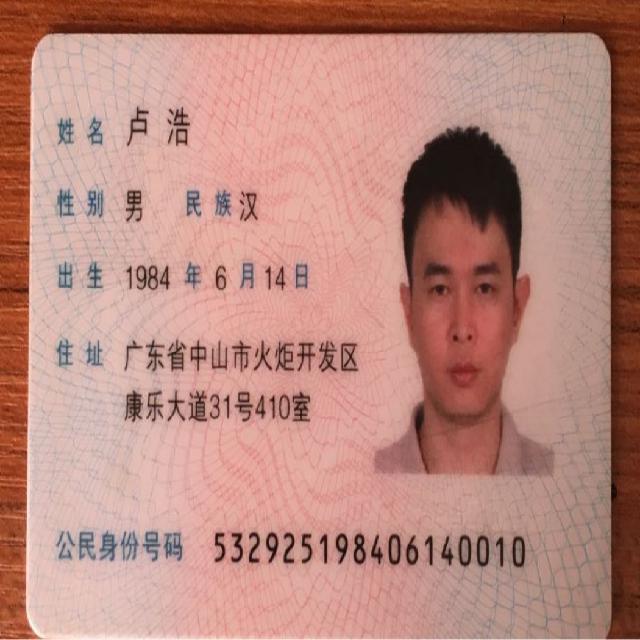 姓名 卢浩
性别 男 民族 汉
出生 1984 年 6 月 14 日
住址 广东省中山市火炬开发区
康乐大道31号410室
公民身份号码 532925198406140010